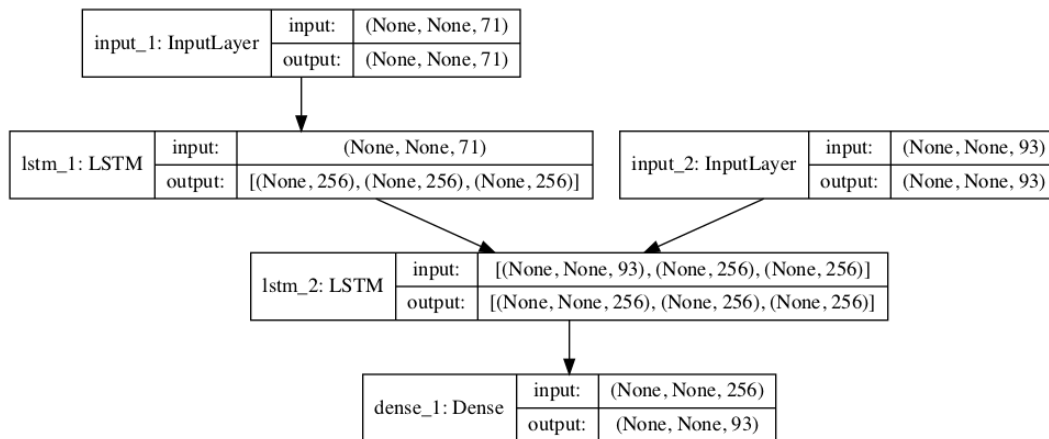 input_1: InputLayer
input: (None, None, 71)
output: (None, None, 71)
lstm_1: LSTM
input: (None, None, 71)
output: [(None, 256), (None, 256), (None, 256)]
input_2: InputLayer
input: (None, None, 93)
output: (None, None, 93)
lstm_2: LSTM
input: [(None, None, 93), (None, 256), (None, 256)]
output: [(None, None, 256), (None, 256), (None, 256)]
dense_1: Dense
input: (None, None, 256)
output: (None, None, 93)